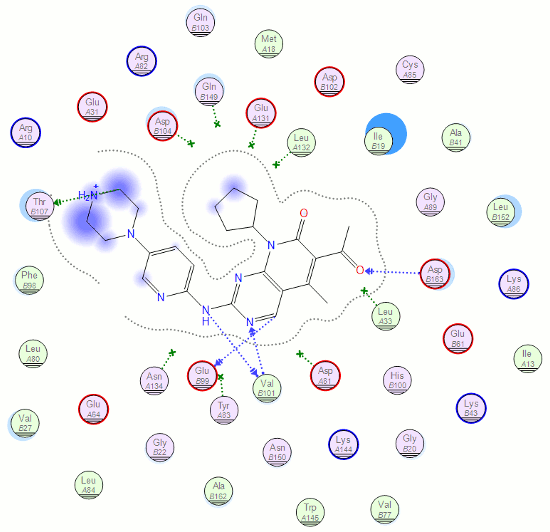 Gln
B103
Met
A18
Arg
A82
Asp
B102
Cys
A85
Gln
B149
Glu
A31
Glu
A131
Asp
B104
Arg
A10
Leu
A132
Ile
B19
Ala
B41
H2N
+
Thr
B107
Gly
A89
Leu
B152
O
N
N
O
Asp
B163
Phe
B98
Lys
A86
N
N
N
H
N
Leu
A33
Glu
B61
Leu
A80
Ile
A13
Asn
A134
Glu
B99
Val
B101
Asp
A81
His
B100
Glu
A64
Tyr
A83
Lys
B43
Val
B27
Gly
B22
Asn
B150
Lys
A144
Gly
B20
Leu
A84
Ala
B162
Trp
A146
Val
B77